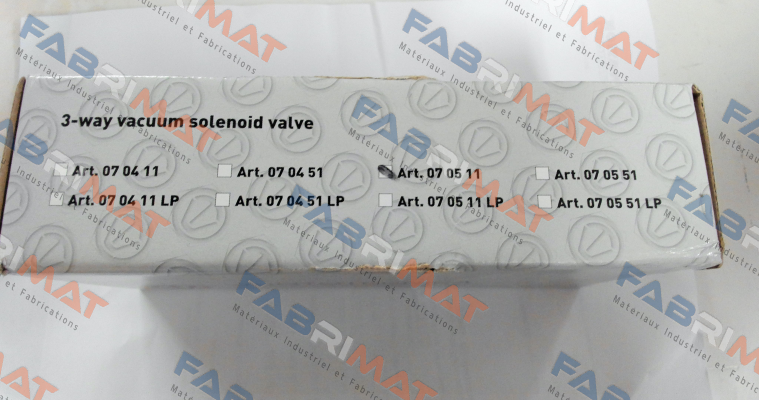 3-way vacuum solenoid valve
Art. 07 04 11
Art. 07 04 51
Art. 07 05 11
Art. 07 05 51
Art. 07 04 11 LP
Art. 07 04 51 LP
Art. 07 05 11 LP
Art. 07 05 51 LP
FABRIMAT
Materiaux Industriel et Fabrications